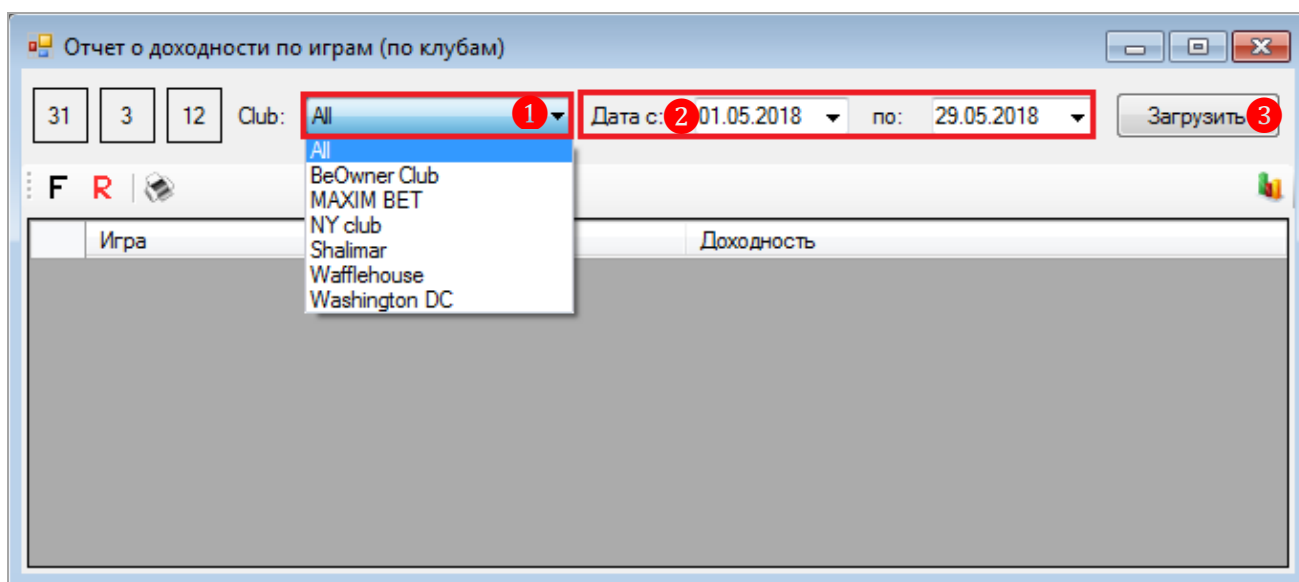 Отчет о доходности по играм (по клубам)
31 3 12 Club: All 1 Дата с: 2 01.05.2018 по: 29.05.2018 Загрузить 3
All
BeOwner Club
MAXIM BET
NY club
Shalimar
Wafflehouse
Washington DC
F R
Игра Доходность